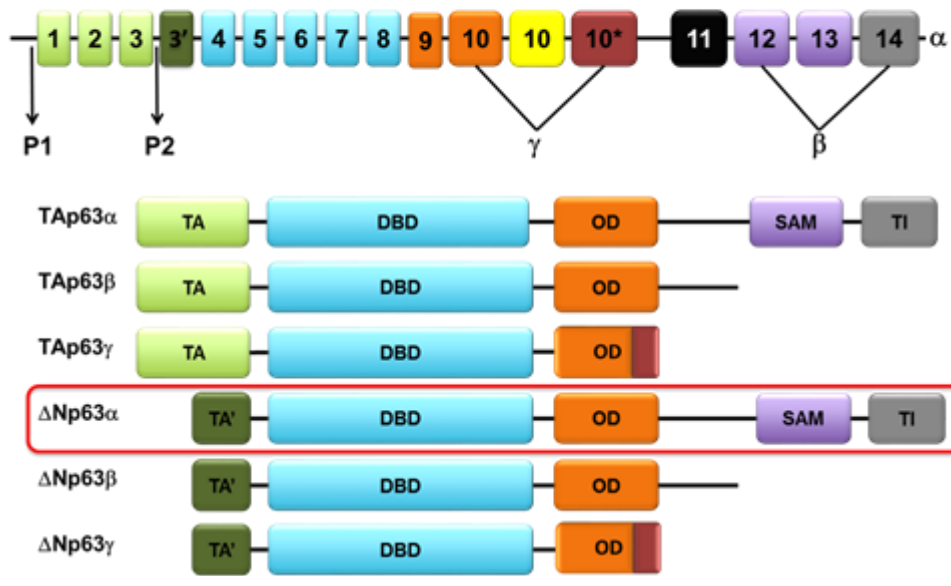 1 2 3 3′ 4 5 6 7 8 9 10 10 10* 11 12 13 14 α
P1 P2 γ β
TAp63α TA DBD OD SAM TI
TAp63β TA DBD OD
TAp63γ TA DBD OD
ΔNp63α TA' DBD OD SAM TI
ΔNp63β TA' DBD OD
ΔNp63γ TA' DBD OD